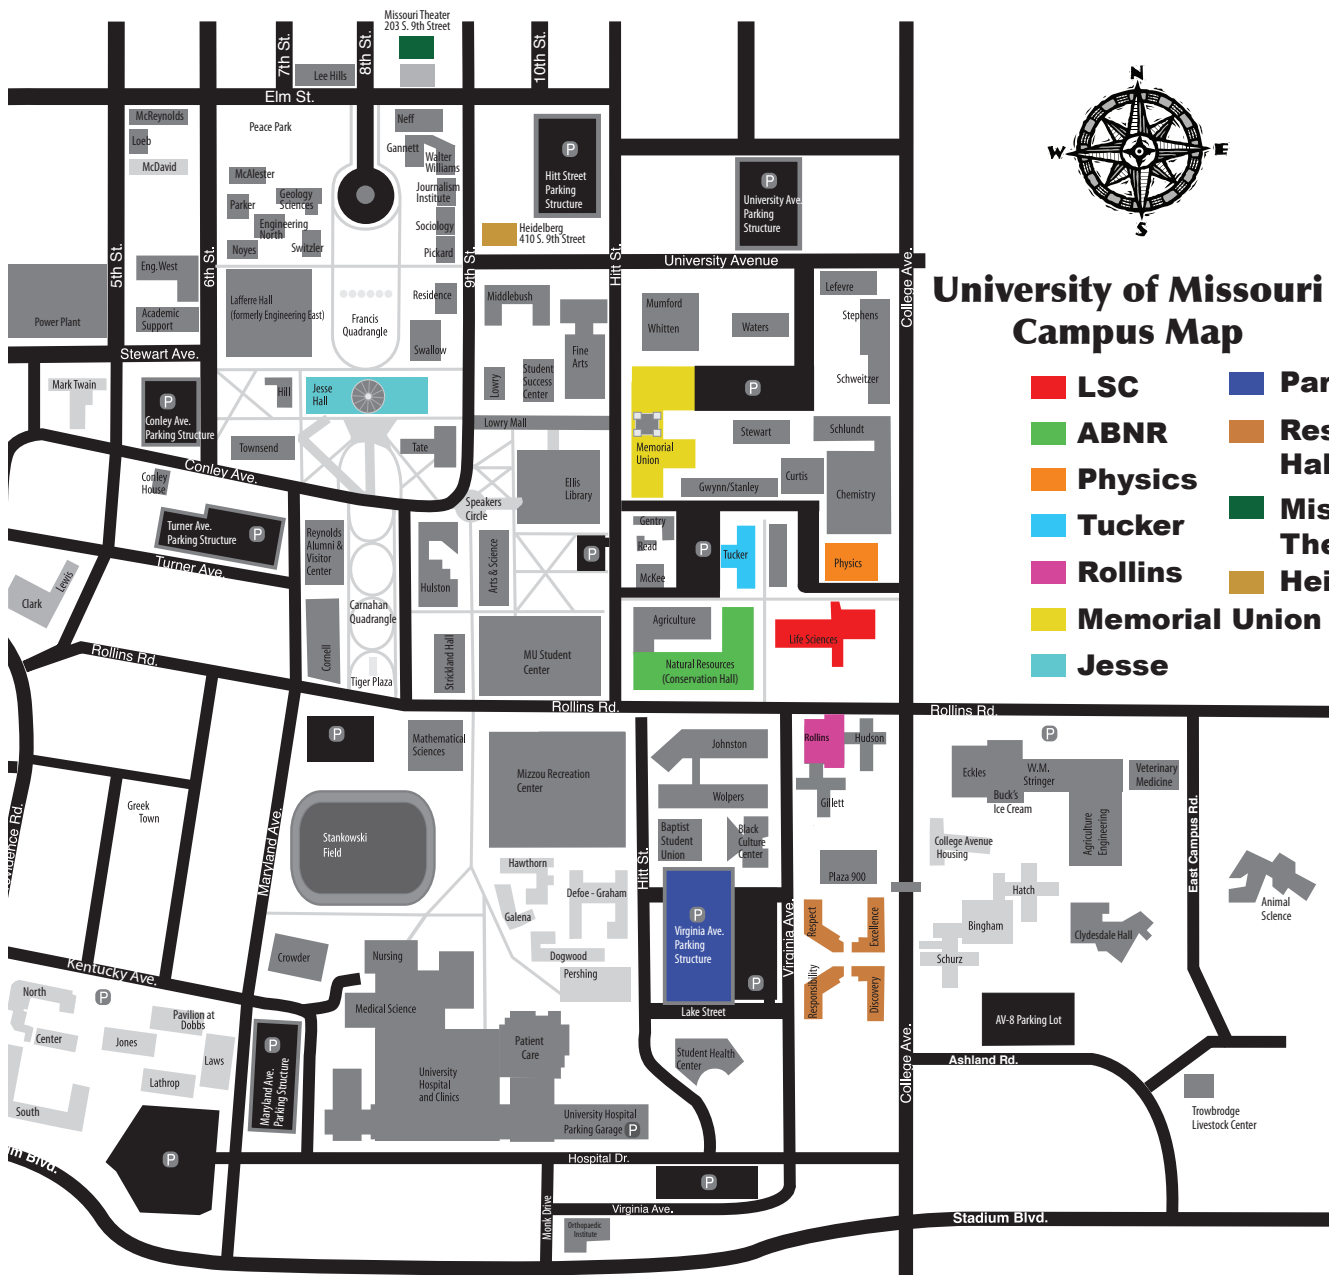 Missouri Theater
203 S. 9th Street
7th St.
8th St.
10th St.
Lee Hills
Elm St.
McReynolds
Loeb
McDavid
Peace Park
Neff
Gannett
Walter
Williams
McAlester
Geology
Sciences
Parker
Engineering
North
Noyes
Switzler
Journalism
Institute
Sociology
Pickard
P
Hitt Street
Parking
Structure
P
University Ave.
Parking
Structure
Heidelberg
410 S. 9th Street
N
W
E
S
5th St.
6th St.
9th St.
Hitt St.
University Avenue
College Ave.
Eng. West
Power Plant
Academic
Support
Stewart Ave.
Lafferre Hall
(formerly Engineering East)
Francis
Quadrangle
Residence
Swallow
Middlebush
Fine
Arts
Student
Success
Center
Lowry
Mumford
Whitten
Waters
Lefevre
Stephens
Schweitzer
University of Missouri
Campus Map
LSC
ABNR
Physics
Tucker
Rollins
Memorial Union
Jesse
Par
Res
Hal
Mis
The
Hei
Mark Twain
P
Conley Ave.
Parking Structure
Hill
Jesse
Hall
Townsend
Tate
Lowry Mall
P
Memorial
Union
Stewart
Schlundt
Conley Ave.
Conley
House
Ellis
Library
Gwynn/Stanley
Curtis
Chemistry
Speakers
Circle
Turner Ave.
Parking Structure
P
Turner Ave.
Reynolds
Alumni &
Visitor
Center
Hulston
Arts & Science
P
Gentry
Read
McKee
P
Tucker
Physics
Lewis
Clark
Carnahan
Quadrangle
Cornell
Strickland Hall
MU Student
Center
Agriculture
Natural Resources
(Conservation Hall)
Life Sciences
Rollins Rd.
Tiger Plaza
Rollins Rd.
Rollins Rd.
P
Mathematical
Sciences
Mizzou Recreation
Center
Johnston
Wolpers
Rollins
Hudson
Gillett
P
Eckles
W.M.
Stringer
Buck's
Ice Cream
Veterinary
Medicine
Agriculture
Engineering
College Avenue
Housing
East Campus Rd.
Greek
Town
vidence Rd.
Maryland Ave.
Stankowski
Field
Hitt St.
Baptist
Student
Union
Black
Culture
Center
Plaza 900
Hawthorn
Defoe - Graham
Galena
Dogwood
Pershing
P
Virginia Ave.
Parking
Structure
P
Virginia Ave.
Respect
Excellence
Responsibility
Discovery
Hatch
Bingham
Schurz
Clydesdale Hall
Animal
Sclence
Kentucky Ave.
Crowder
Nursing
Medical Science
North
P
Pavilion at
Dobbs
Center
Jones
Laws
Lathrop
South
P
Maryland Ave.
Parking Structure
Patient
Care
University
Hospital
and Clinics
Lake Street
Student Health
Center
AV-8 Parking Lot
Ashland Rd.
College Ave.
University Hospital
Parking Garage P
Trowbrodge
Livestock Center
P
m Blvd.
Hospital Dr.
P
Monk Drive
Virginia Ave.
Orthopaedic
Institute
Stadium Blvd.